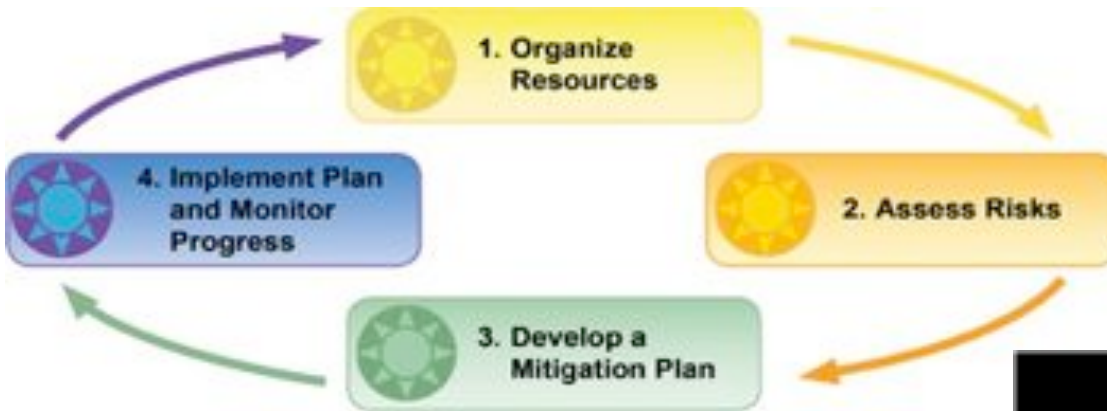 1. Organize
Resources
2. Assess Risks
3. Develop a
Mitigation Plan
4. Implement Plan
and Monitor
Progress